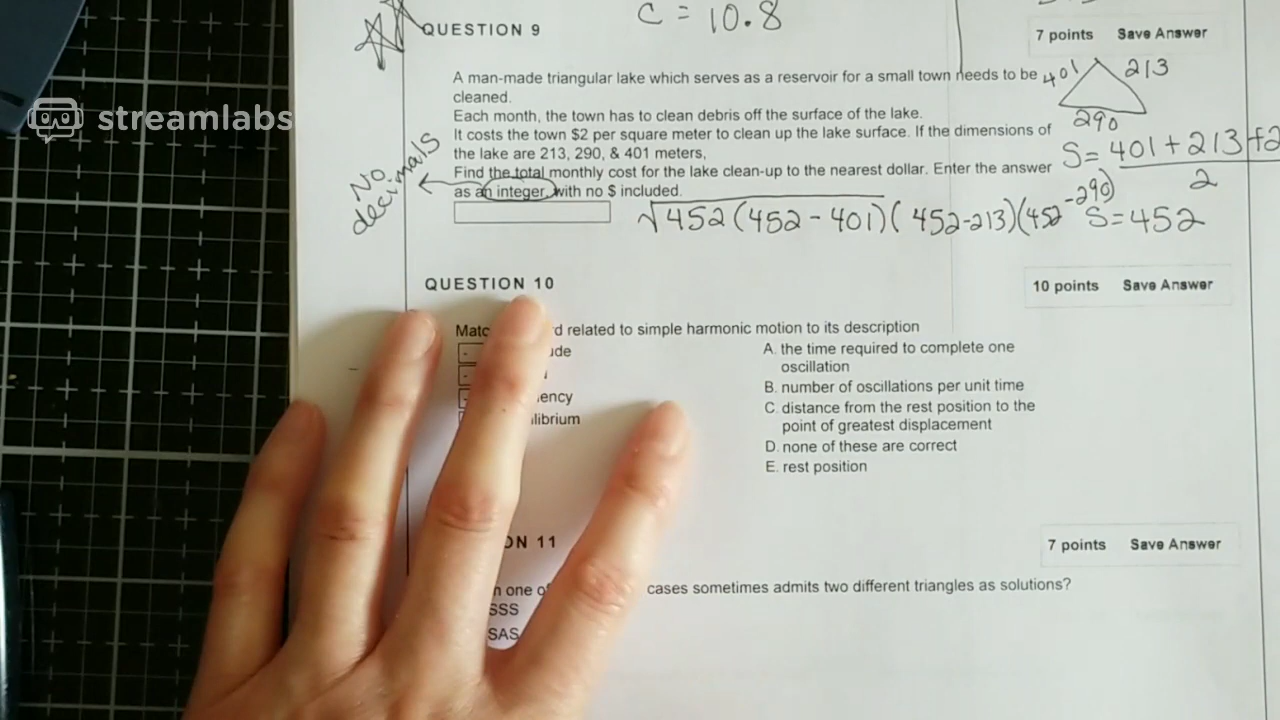 C = 10.8
QUESTION 9
7 points Save Answer
A man-made triangular lake which serves as a reservoir for a small town needs to be
cleaned.
Each month, the town has to clean debris off the surface of the lake.
It costs the town $2 per square meter to clean up the lake surface. If the dimensions of
the lake are 213, 290, & 401 meters,
Find the total monthly cost for the lake clean-up to the nearest dollar. Enter the answer
as an integer with no $ included.
401
213
290
S = 401 + 213 + 2
2
S = 452
No
decimals
√452(452 - 401)(452-213)(452-290)
streamlabs
QUESTION 10
10 points Save Answer
Matc d related to simple harmonic motion to its description
ude
iency
ilibrium
A. the time required to complete one
oscillation
B. number of oscillations per unit time
C. distance from the rest position to the
point of greatest displacement
D. none of these are correct
E. rest position
ON 11
7 points Save Answer
n one o cases sometimes admits two different triangles as solutions?
SSS
SAS